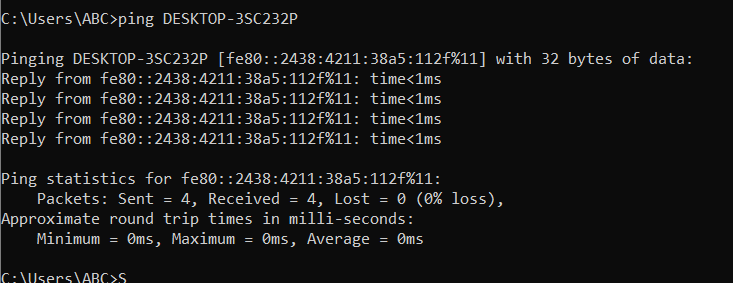 C:\Users\ABC>ping DESKTOP-3SC232P
Pinging DESKTOP-3SC232P [fe80::2438:4211:38a5:112f%11] with 32 bytes of data:
Reply from fe80::2438:4211:38a5:112f%11: time<1ms
Reply from fe80::2438:4211:38a5:112f%11: time<1ms
Reply from fe80::2438:4211:38a5:112f%11: time<1ms
Reply from fe80::2438:4211:38a5:112f%11: time<1ms
Ping statistics for fe80::2438:4211:38a5:112f%11:
    Packets: Sent = 4, Received = 4, Lost = 0 (0% loss),
Approximate round trip times in milli-seconds:
    Minimum = 0ms, Maximum = 0ms, Average = 0ms
C:\Users\ABC>S